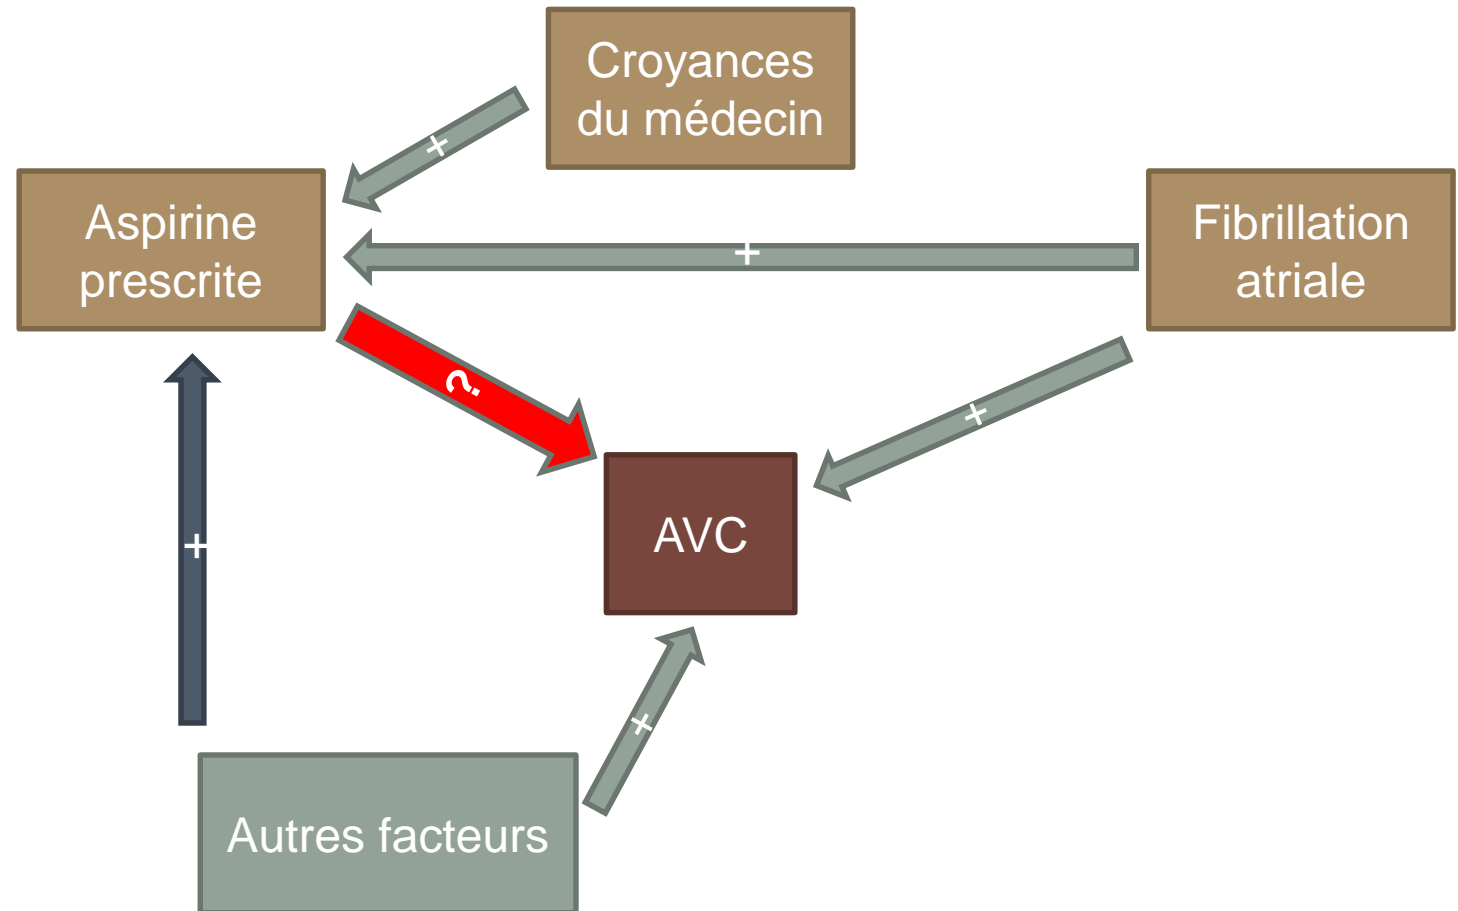 Croyances
du médecin
+
Aspirine
prescrite
+
Fibrillation
atriale
?
+
AVC
+
+
Autres facteurs